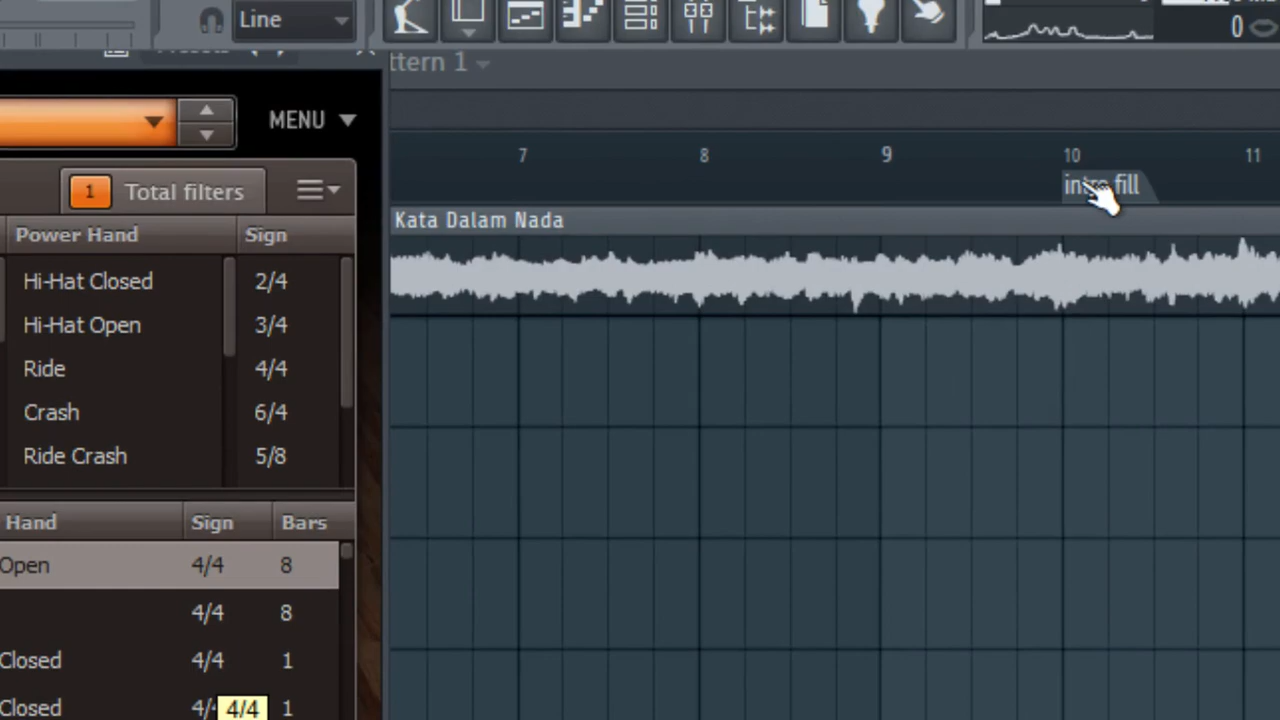 Line
0
ttern 1
MENU
7 8 9 10 11
1 Total filters
intro fill
Power Hand Sign
Kata Dalam Nada
Hi-Hat Closed 2/4
Hi-Hat Open 3/4
Ride 4/4
Crash 6/4
Ride Crash 5/8
Hand Sign Bars
Open 4/4 8
4/4 8
Closed 4/4 1
Closed 4/4 1